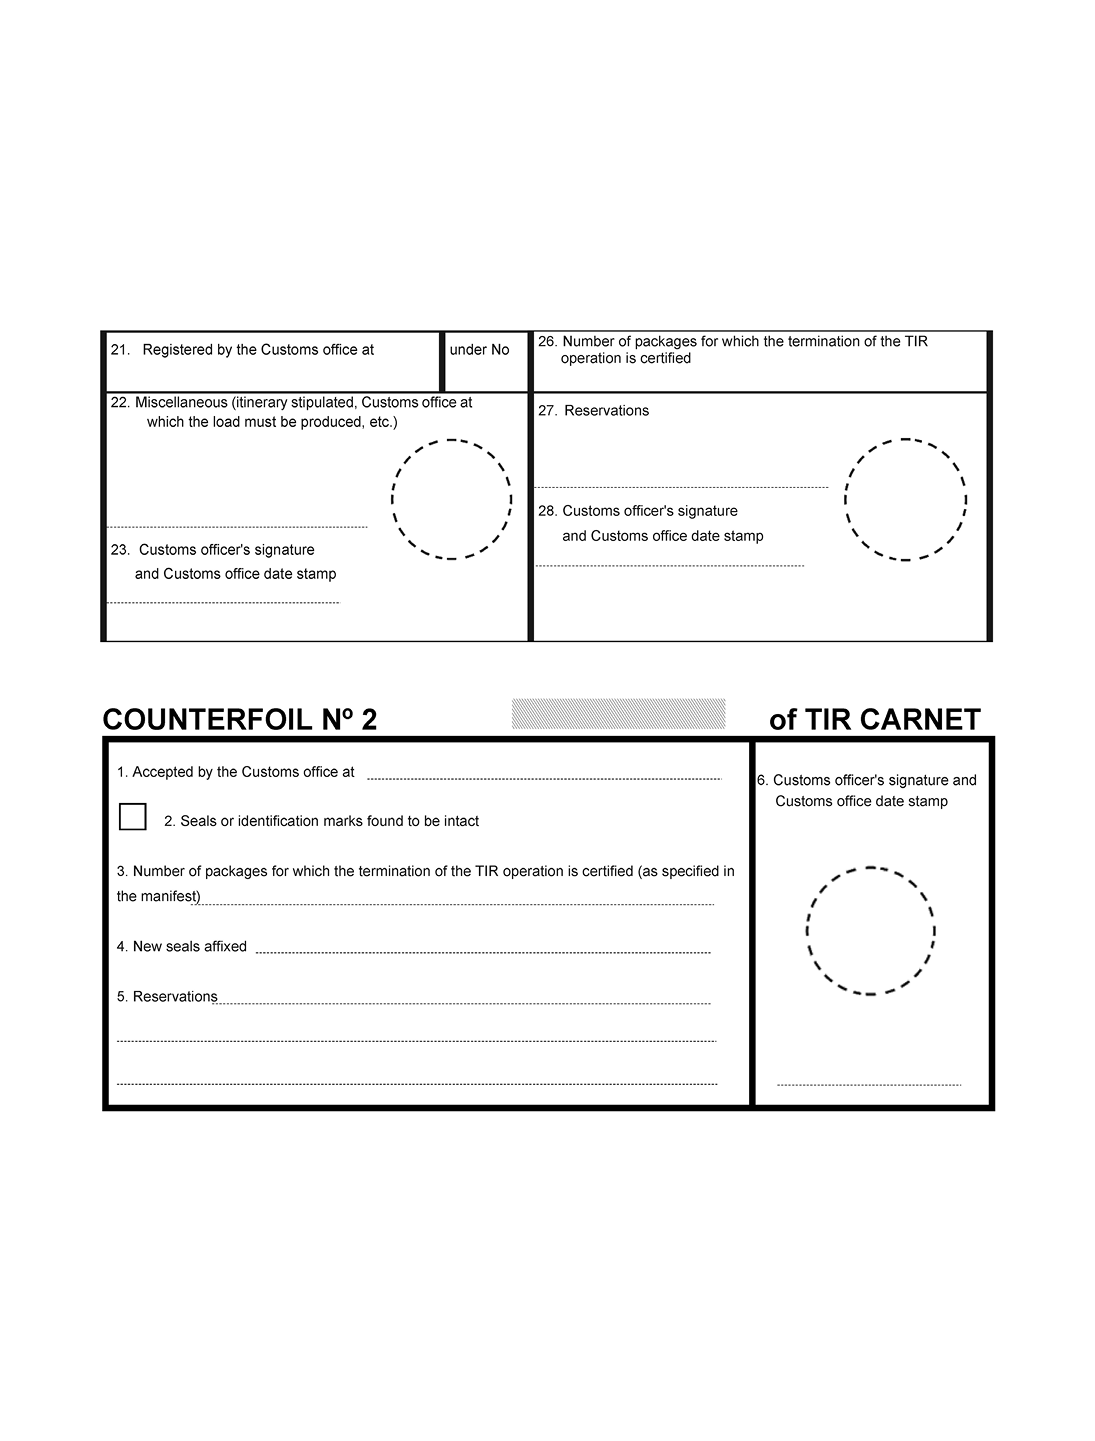 21. Registered by the Customs office at
under No
22. Miscellaneous (itinerary stipulated, Customs office at
which the load must be produced, etc.)
23. Customs officer's signature
and Customs office date stamp
26. Number of packages for which the termination of the TIR
operation is certified
27. Reservations
28. Customs officer's signature
and Customs office date stamp
COUNTERFOIL Nº 2
of TIR CARNET
1. Accepted by the Customs office at
2. Seals or identification marks found to be intact
3. Number of packages for which the termination of the TIR operation is certified (as specified in
the manifest)
4. New seals affixed
5. Reservations
6. Customs officer's signature and
Customs office date stamp